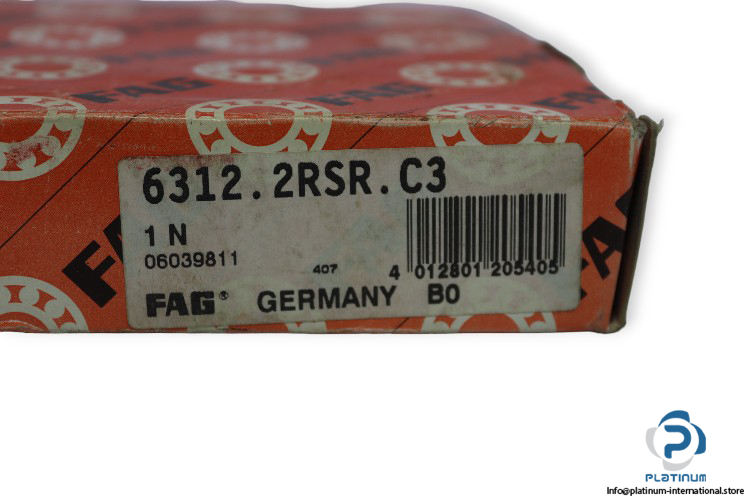 FAG
FAG
FAG
6312.2RSR.C3
1 N
06039811
407
4 012801 205405
FAG® GERMANY B0
FAG
FAG
PLATINUM
Info@platinum-international.store